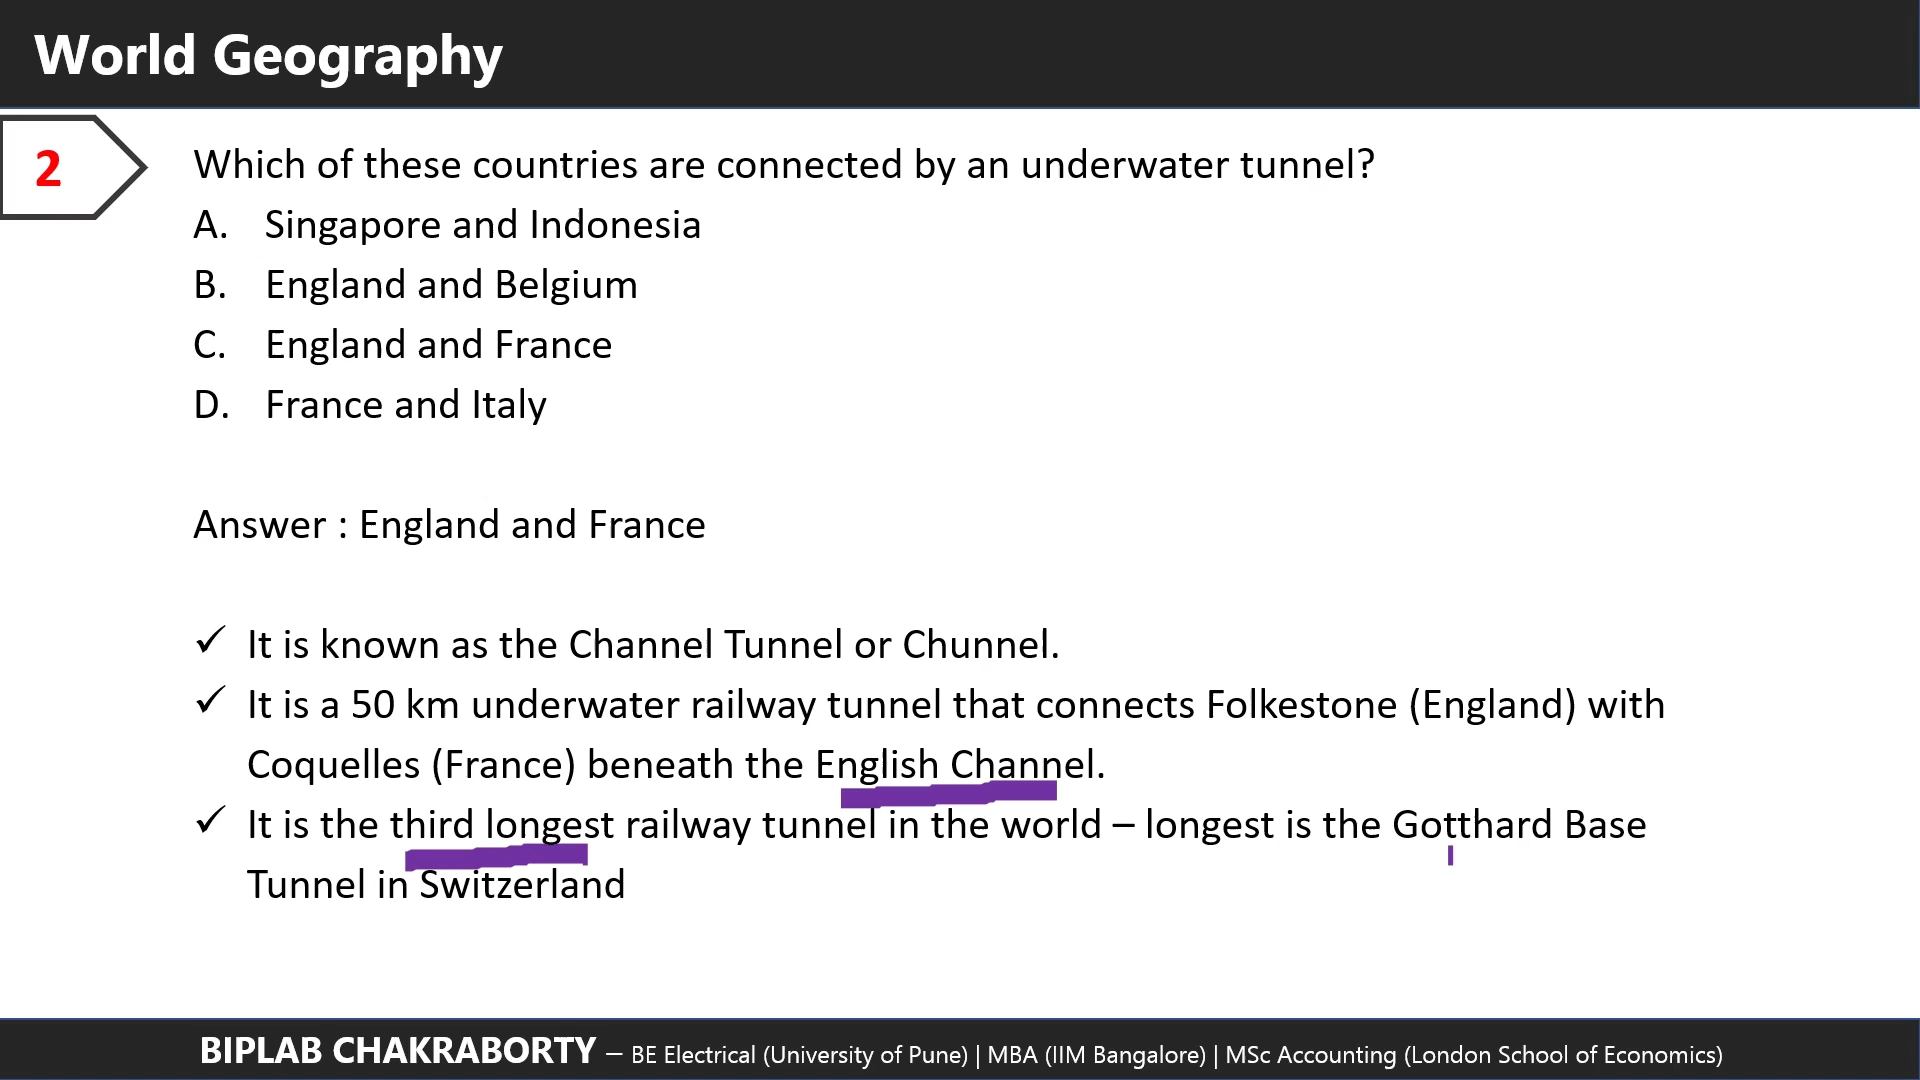 World Geography
2
Which of these countries are connected by an underwater tunnel?
A. Singapore and Indonesia
B. England and Belgium
C. England and France
D. France and Italy
Answer : England and France
✓ It is known as the Channel Tunnel or Chunnel.
✓ It is a 50 km underwater railway tunnel that connects Folkestone (England) with
Coquelles (France) beneath the English Channel.
✓ It is the third longest railway tunnel in the world – longest is the Gotthard Base
Tunnel in Switzerland
BIPLAB CHAKRABORTY – BE Electrical (University of Pune) | MBA (IIM Bangalore) | MSc Accounting (London School of Economics)